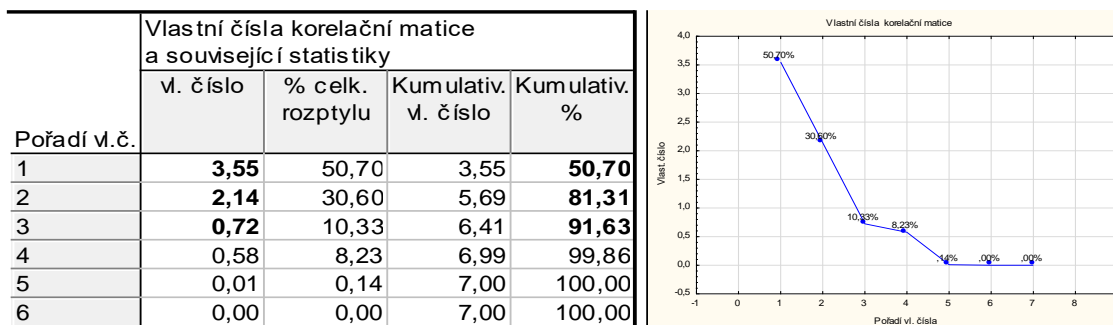 Vlastní čísla korelační matice
a související statistiky
Pořadí vl.č. vl. číslo % celk. rozptylu Kumulativ. vl. číslo Kumulativ. %
1 3,55 50,70 3,55 50,70
2 2,14 30,60 5,69 81,31
3 0,72 10,33 6,41 91,63
4 0,58 8,23 6,99 99,86
5 0,01 0,14 7,00 100,00
6 0,00 0,00 7,00 100,00
Vlastní čísla korelační matice
4,0
3,5
3,0
2,5
2,0
1,5
1,0
0,5
0,0
-0,5
Vlast. číslo
50,70%
30,60%
10,33%
8,23%
,14%
,00%
,00%
-1 0 1 2 3 4 5 6 7 8
Pořadí vl. čísla